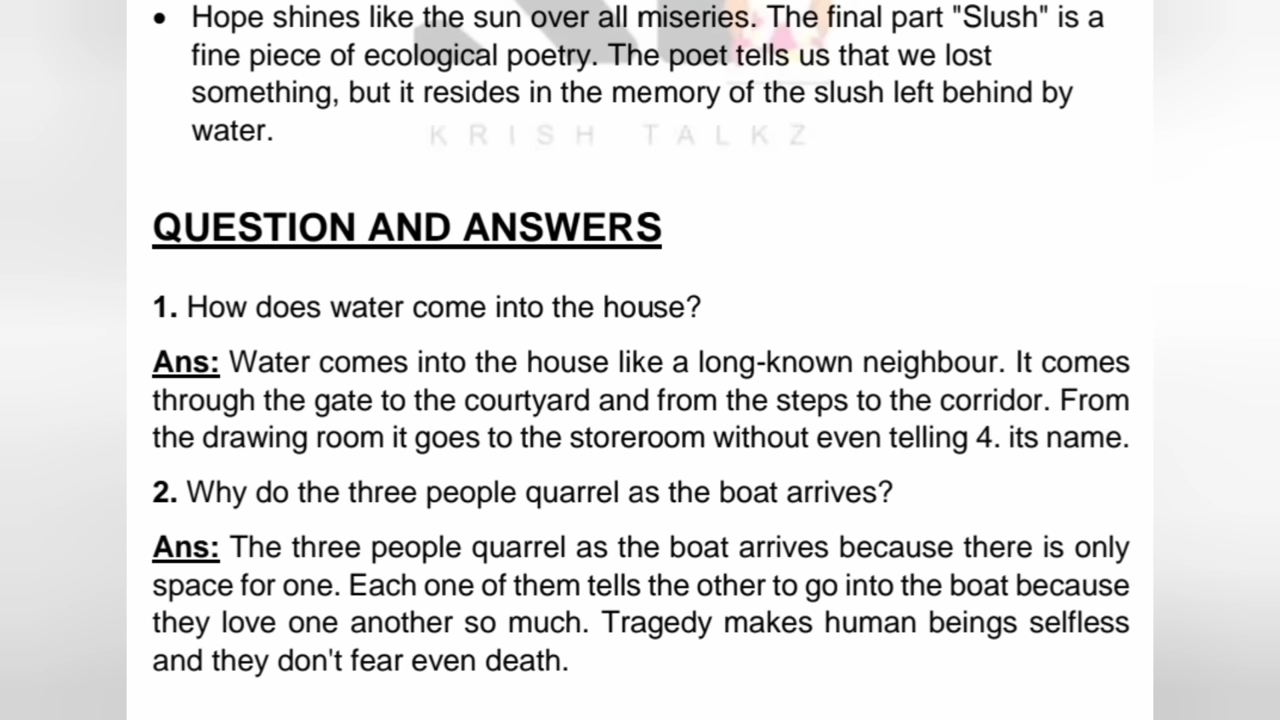 • Hope shines like the sun over all miseries. The final part "Slush" is a
fine piece of ecological poetry. The poet tells us that we lost
something, but it resides in the memory of the slush left behind by
water.
KRISH TALKZ
QUESTION AND ANSWERS
1. How does water come into the house?
Ans: Water comes into the house like a long-known neighbour. It comes
through the gate to the courtyard and from the steps to the corridor. From
the drawing room it goes to the storeroom without even telling 4. its name.
2. Why do the three people quarrel as the boat arrives?
Ans: The three people quarrel as the boat arrives because there is only
space for one. Each one of them tells the other to go into the boat because
they love one another so much. Tragedy makes human beings selfless
and they don't fear even death.